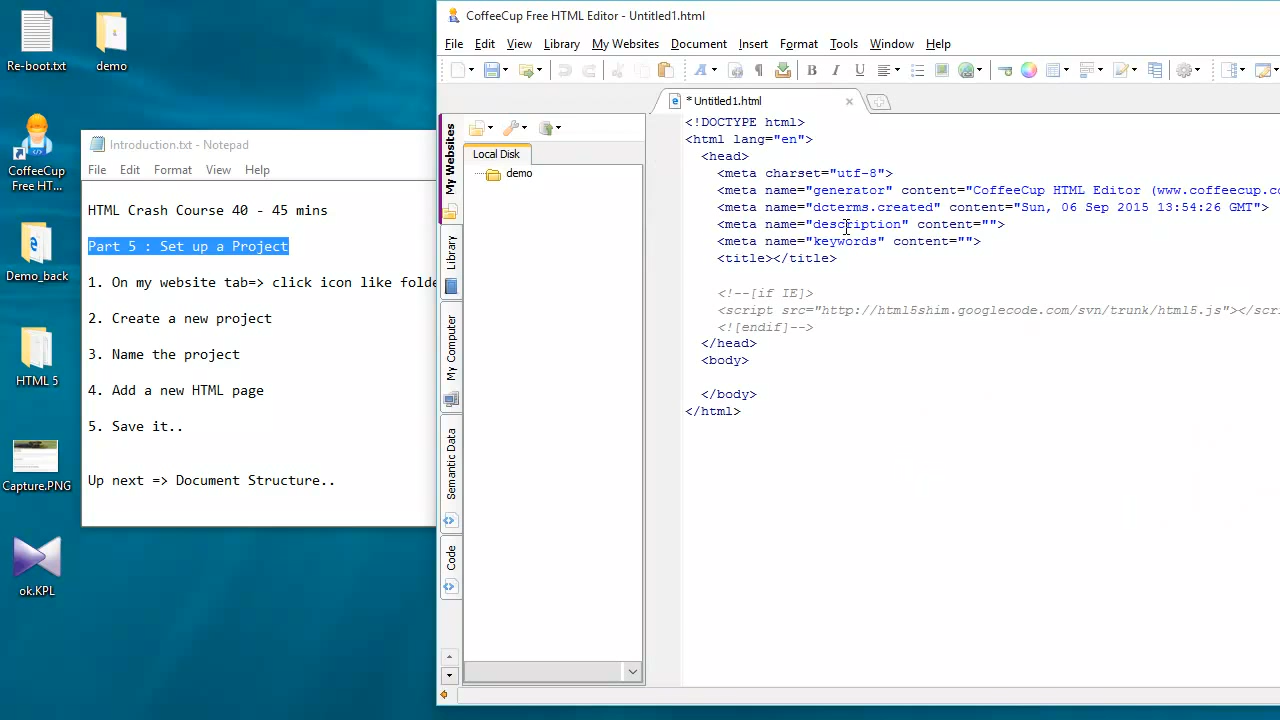 Re-boot.txt
demo
CoffeeCup
Free HT...
Demo_back
HTML 5
Capture.PNG
ok.KPL
Introduction.txt - Notepad
File Edit Format View Help
HTML Crash Course 40 - 45 mins
Part 5 : Set up a Project
1. On my website tab=> click icon like folde
2. Create a new project
3. Name the project
4. Add a new HTML page
5. Save it..
Up next => Document Structure..
CoffeeCup Free HTML Editor - Untitled1.html
File Edit View Library My Websites Document Insert Format Tools Window Help
* Untitled1.html
My Websites
Library
My Computer
Semantic Data
Code
Local Disk
demo
<!DOCTYPE html>
<html lang="en">
<head>
<meta charset="utf-8">
<meta name="generator" content="CoffeeCup HTML Editor (www.coffeecup.co
<meta name="dcterms.created" content="Sun, 06 Sep 2015 13:54:26 GMT">
<meta name="description" content="">
<meta name="keywords" content="">
<title></title>
<!--[if IE]>
<script src="http://html5shim.googlecode.com/svn/trunk/html5.js"></scri
<![endif]-->
</head>
<body>
</body>
</html>